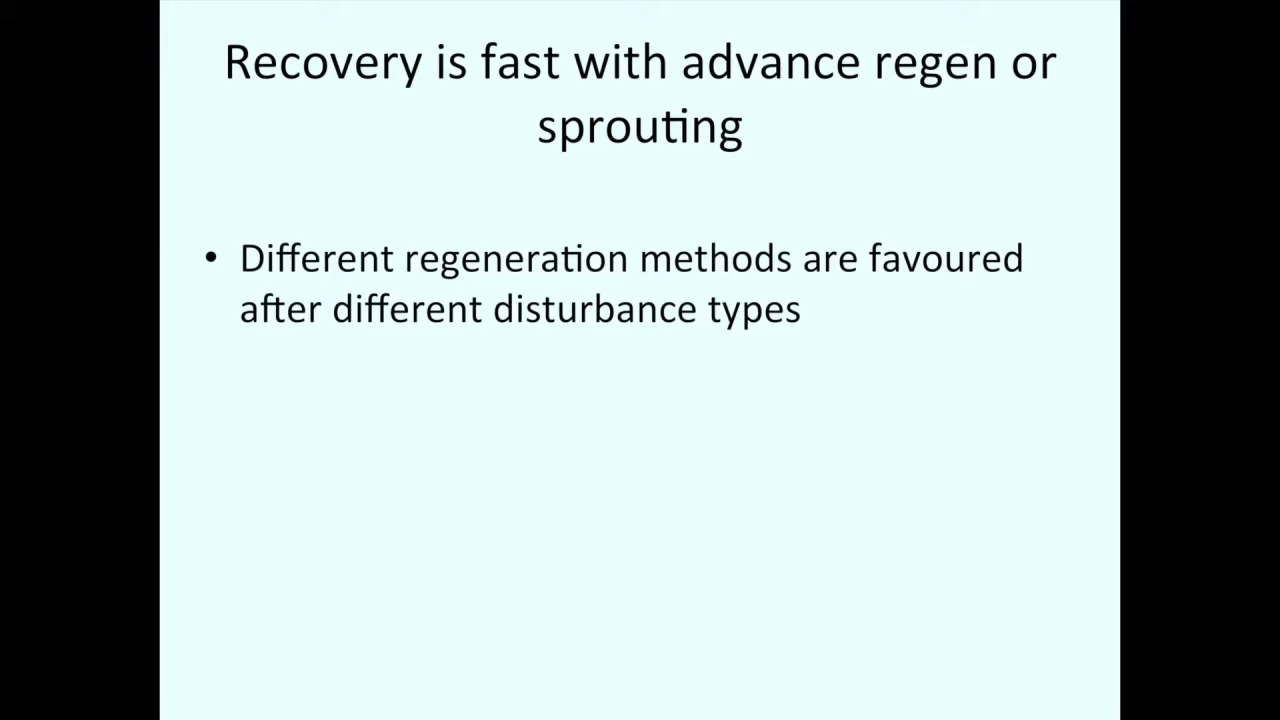 Recovery is fast with advance regen or
sprouting
• Different regeneration methods are favoured
after different disturbance types